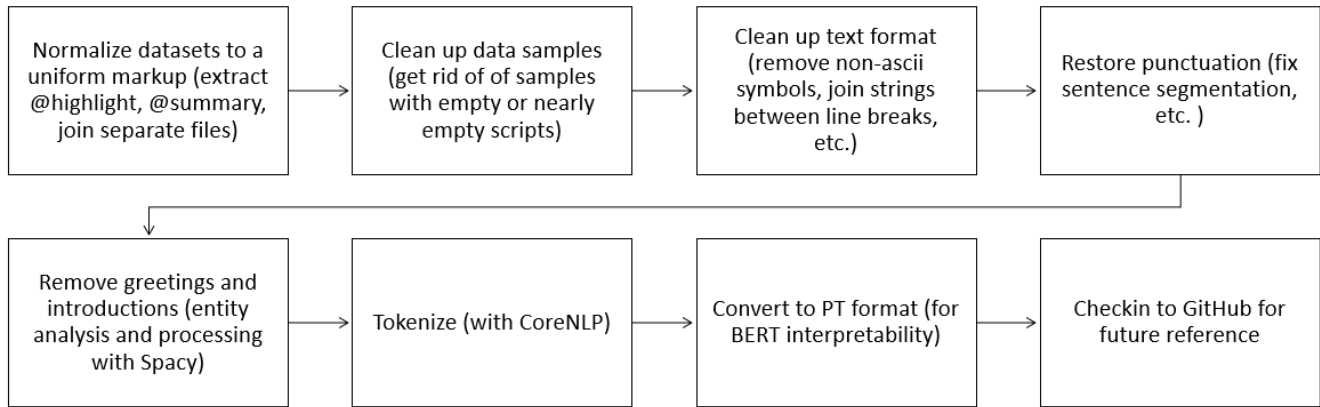 Normalize datasets to a
uniform markup (extract
@highlight, @summary,
join separate files)
Clean up data samples
(get rid of of samples
with empty or nearly
empty scripts)
Clean up text format
(remove non-ascii
symbols, join strings
between line breaks,
etc.)
Restore punctuation (fix
sentence segmentation,
etc. )
Remove greetings and
introductions (entity
analysis and processing
with Spacy)
Tokenize (with CoreNLP)
Convert to PT format (for
BERT interpretability)
Checkin to GitHub for
future reference